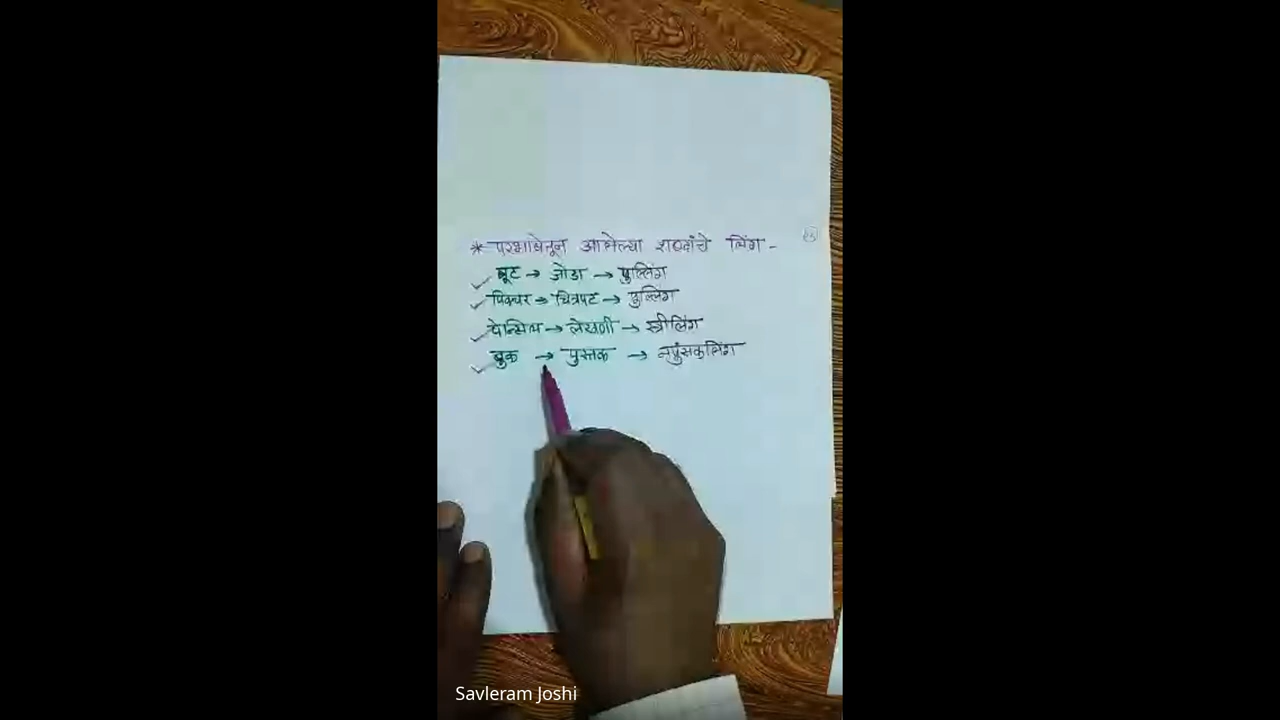 * परभाषेतून आलेल्या शब्दांचे लिंग -
बूट → जोडा → पुल्लिंग
पिक्चर → चित्रपट → पुल्लिंग
पेन्सिल → लेखणी → स्त्रीलिंग
बुक → पुस्तक → नपुंसकलिंग
Savleram Joshi